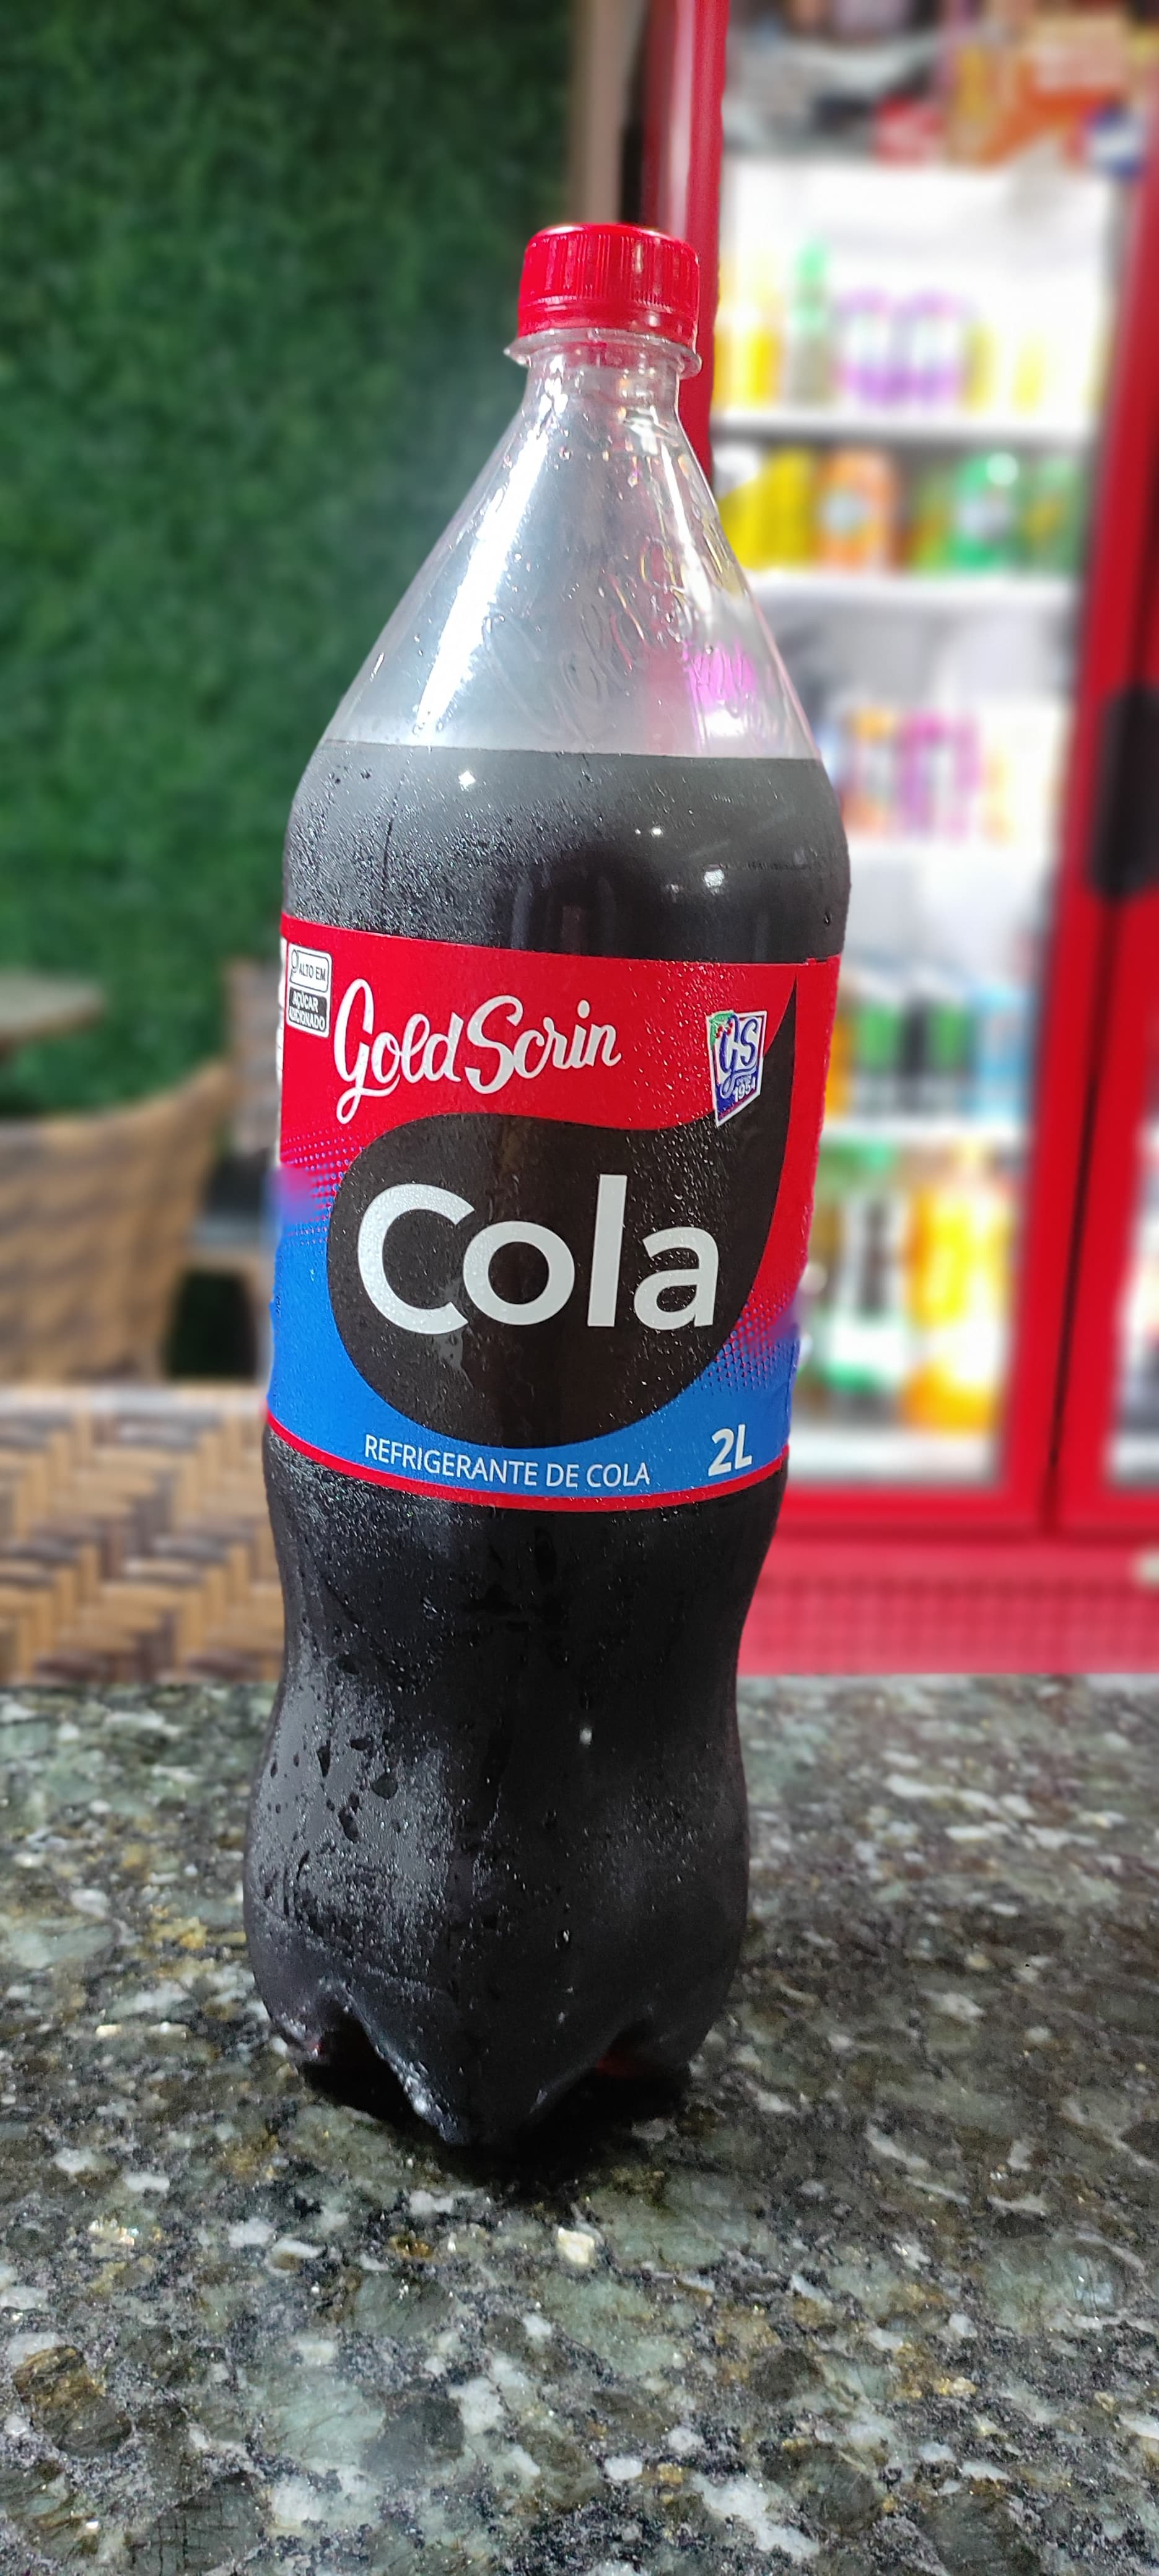 ALTO EM
AÇÚCAR
ADICIONADO
GoldScrin
GS
1954
Cola
REFRIGERANTE DE COLA
2L